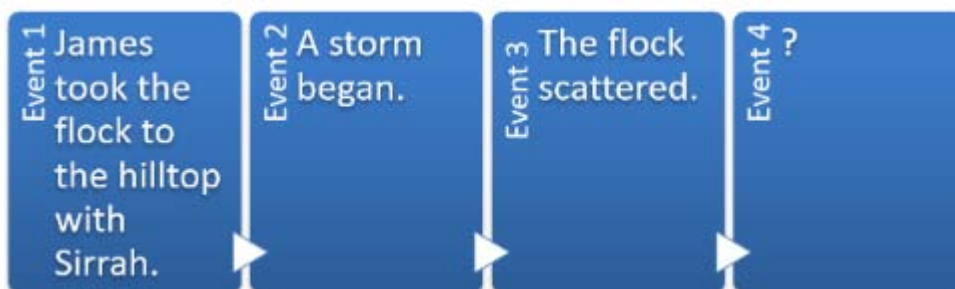 Event 1
James
took the
flock to
the hilltop
with
Sirrah.
Event 2
A storm
began.
Event 3
The flock
scattered.
Event 4
?